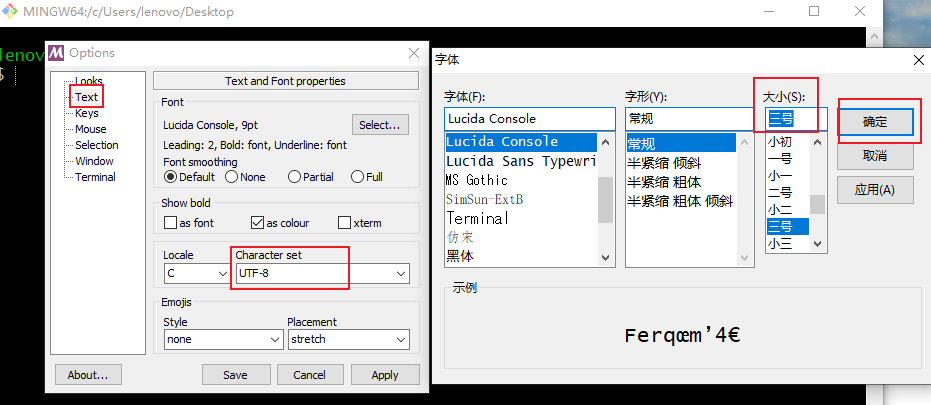 MINGW64:/c/Users/lenovo/Desktop
lenov
$
Options
Looks
Text
Keys
Mouse
Selection
Window
Terminal
Text and Font properties
Font
Lucida Console, 9pt
Select...
Leading: 2, Bold: font, Underline: font
Font smoothing
Default None Partial Full
Show bold
as font as colour xterm
Locale Character set
C UTF-8
Emojis
Style Placement
none stretch
About... Save Cancel Apply
字体
字体(F): 字形(Y): 大小(S):
Lucida Console 常规 三号
Lucida Console
Lucida Sans Typewri
MS Gothic
SimSun-ExtB
Terminal
仿宋
黑体
常规
半紧缩 倾斜
半紧缩 粗体
半紧缩 粗体 倾斜
小初
一号
小一
二号
小二
三号
小三
确定
取消
应用(A)
示例
Ferqœm’4€